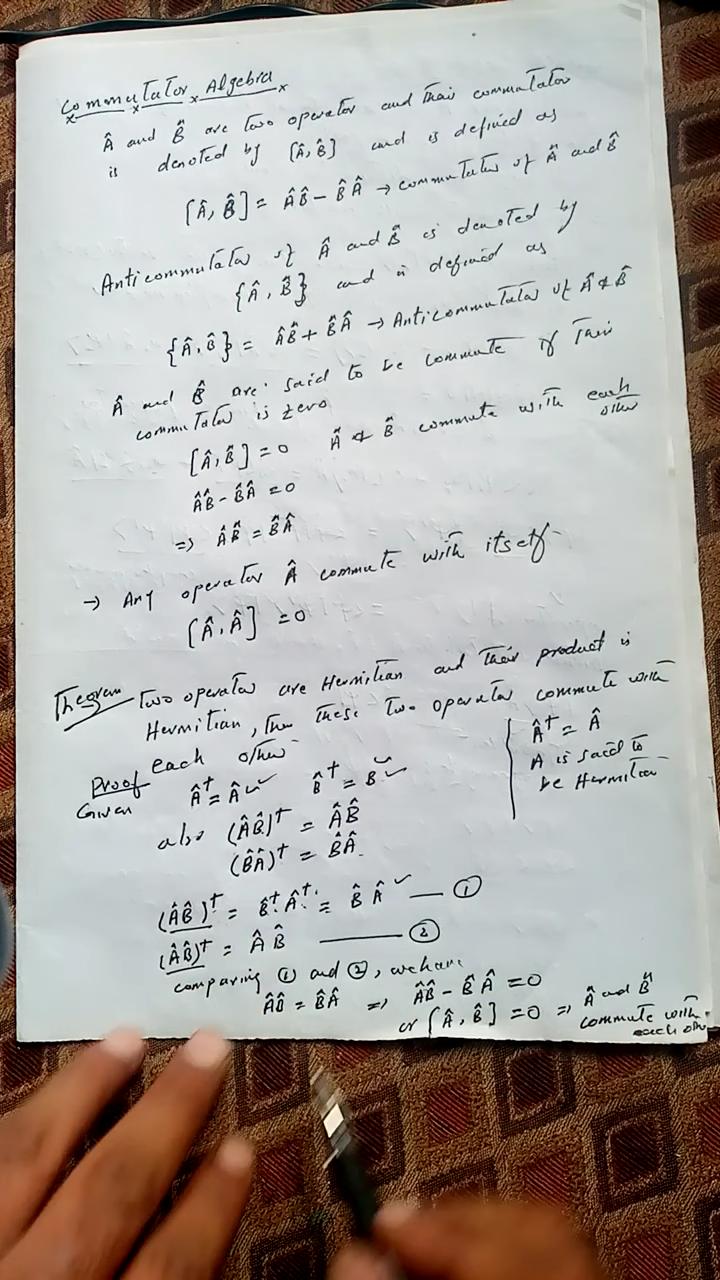 Commutator Algebra
Â and B̂ are two operator and their commutator
is denoted by [Â, B̂] and is defined as
[Â, B̂] = ÂB̂ - B̂Â → commutator of Â and B̂
Anticommutator of Â and B̂ is denoted by
{Â, B̂} and is defined as
{Â, B̂} = ÂB̂ + B̂Â → Anticommutator of Â & B̂
Â and B̂ are said to be commute if their
commutator is zero
[Â, B̂] = 0 Â & B̂ commute with each other
ÂB̂ - B̂Â = 0
=> ÂB̂ = B̂Â
→ Any operator Â commute with itself
[Â, Â] = 0
Theorem Two operator are Hermitian and their product is
Hermitian, then these two operator commute with
each other
Â† = Â
A is said to
be Hermitian
Proof
Given Â† = Â ✓✓ B̂† = B ✓
also (ÂB̂)† = ÂB̂
(B̂Â)† = B̂Â
(ÂB̂)† = B̂†Â† = B̂Â ✓ — ①
(ÂB̂)† = ÂB̂ — ②
comparing ① and ②, we have
ÂB̂ = B̂Â => ÂB̂ - B̂Â = 0
or [Â, B̂] = 0 => Â and B̂
commute with
each other